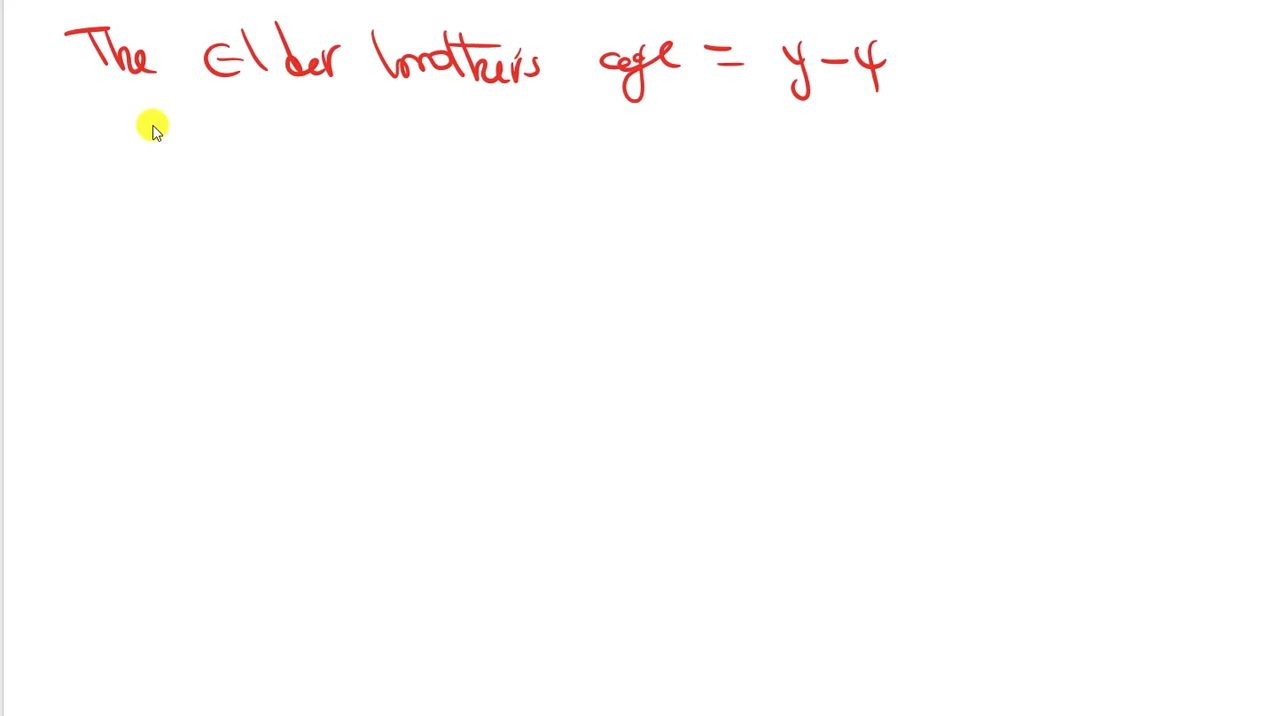 The Elder brother's age = y - 4